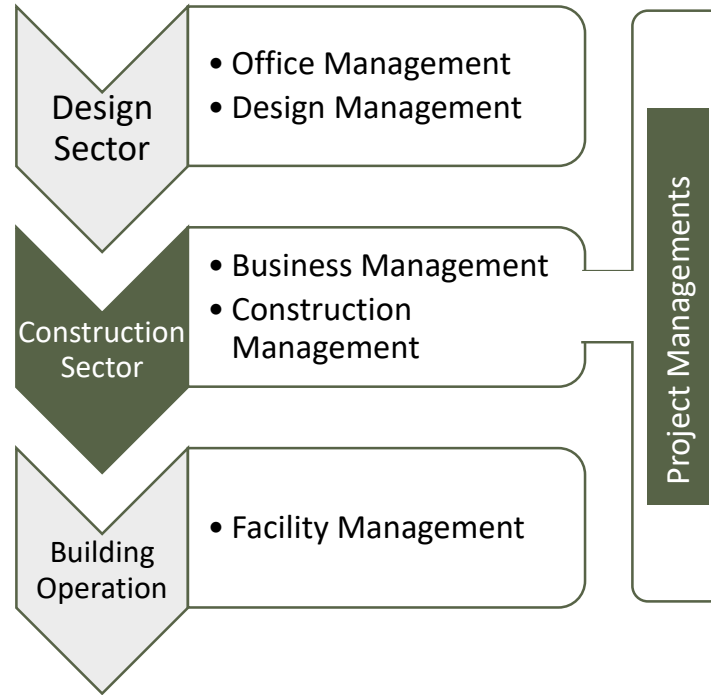 Design
Sector
• Office Management
• Design Management
Construction
Sector
• Business Management
• Construction
Management
Building
Operation
• Facility Management
Project Managements